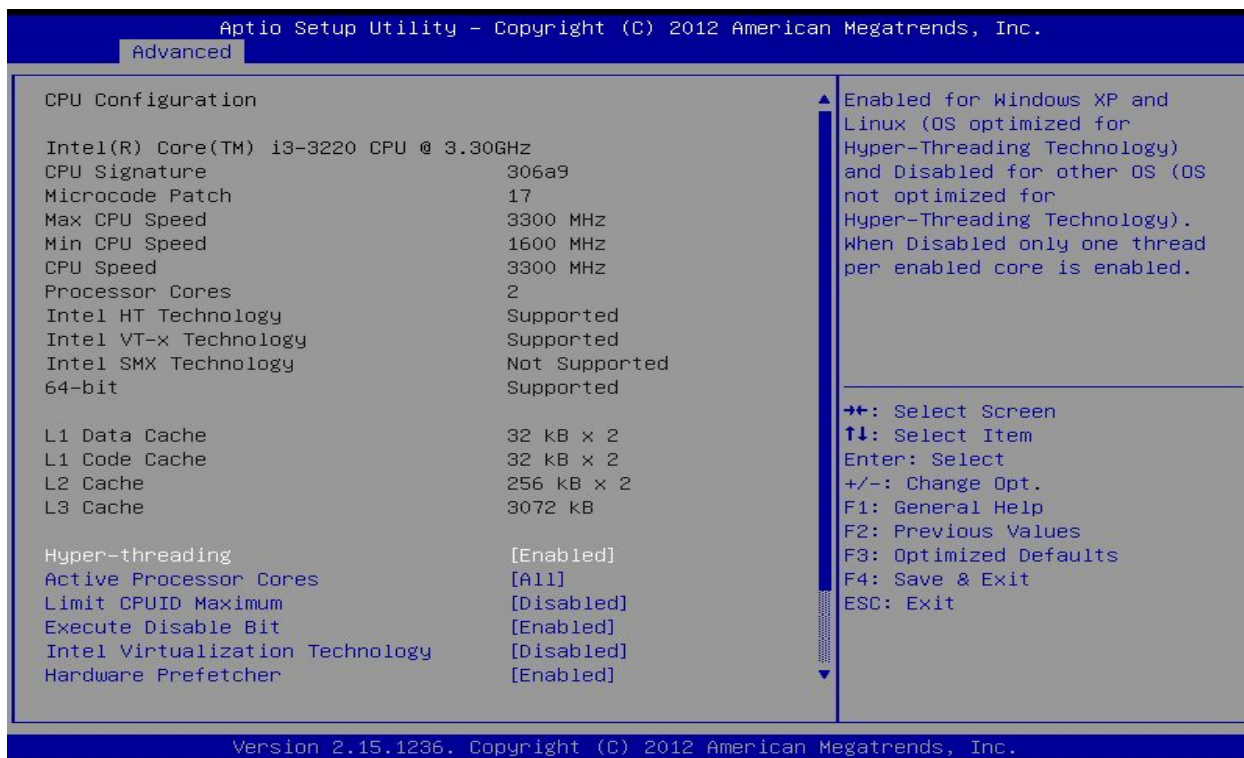 Aptio Setup Utility – Copyright (C) 2012 American Megatrends, Inc.
Advanced
CPU Configuration
Intel(R) Core(TM) i3-3220 CPU @ 3.30GHz
CPU Signature 306a9
Microcode Patch 17
Max CPU Speed 3300 MHz
Min CPU Speed 1600 MHz
CPU Speed 3300 MHz
Processor Cores 2
Intel HT Technology Supported
Intel VT-x Technology Supported
Intel SMX Technology Not Supported
64-bit Supported
L1 Data Cache 32 kB x 2
L1 Code Cache 32 kB x 2
L2 Cache 256 kB x 2
L3 Cache 3072 kB
Hyper-threading [Enabled]
Active Processor Cores [All]
Limit CPUID Maximum [Disabled]
Execute Disable Bit [Enabled]
Intel Virtualization Technology [Disabled]
Hardware Prefetcher [Enabled]
Enabled for Windows XP and
Linux (OS optimized for
Hyper-Threading Technology)
and Disabled for other OS (OS
not optimized for
Hyper-Threading Technology).
When Disabled only one thread
per enabled core is enabled.
→←: Select Screen
↑↓: Select Item
Enter: Select
+/-: Change Opt.
F1: General Help
F2: Previous Values
F3: Optimized Defaults
F4: Save & Exit
ESC: Exit
Version 2.15.1236. Copyright (C) 2012 American Megatrends, Inc.